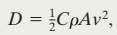 D = ½CρAv²,